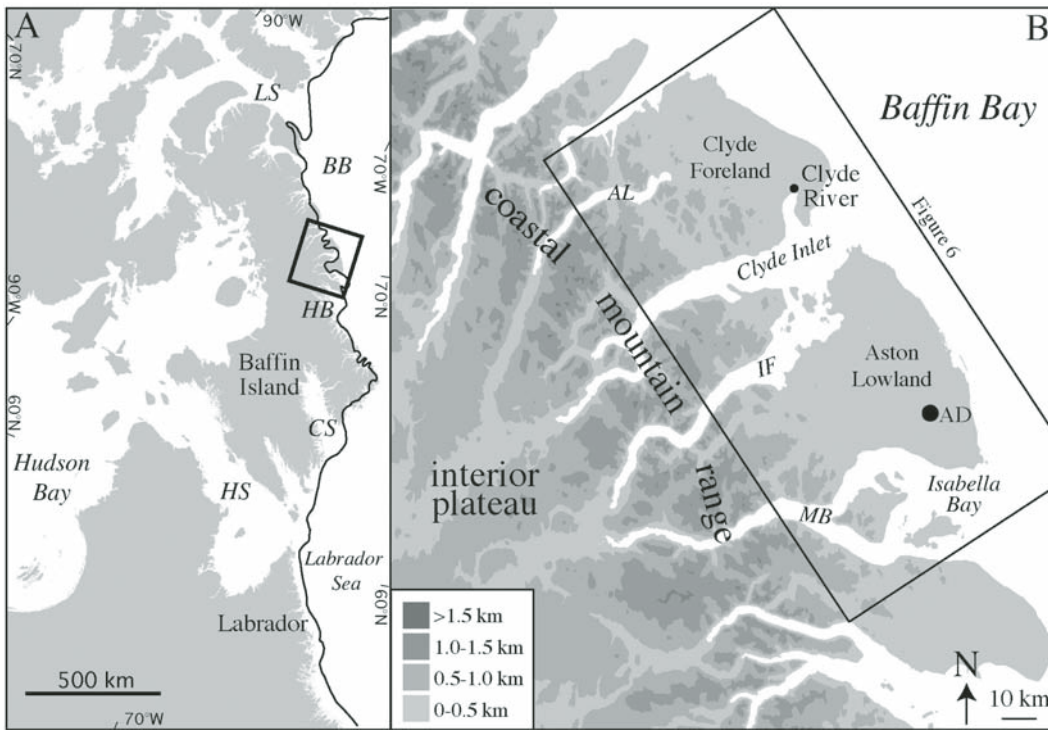 A
90°W
70°N
LS
BB
70°W
HB
70°N
90°W
Baffin
Island
60°N
CS
Hudson
Bay
HS
Labrador
Sea
60°N
Labrador
500 km
70°W
B
Baffin Bay
Clyde
Foreland
Clyde
River
AL
Figure 6
coastal
mountain
range
Clyde Inlet
IF
Aston
Lowland
AD
interior
plateau
Isabella
Bay
MB
>1.5 km
1.0-1.5 km
0.5-1.0 km
0-0.5 km
N
10 km